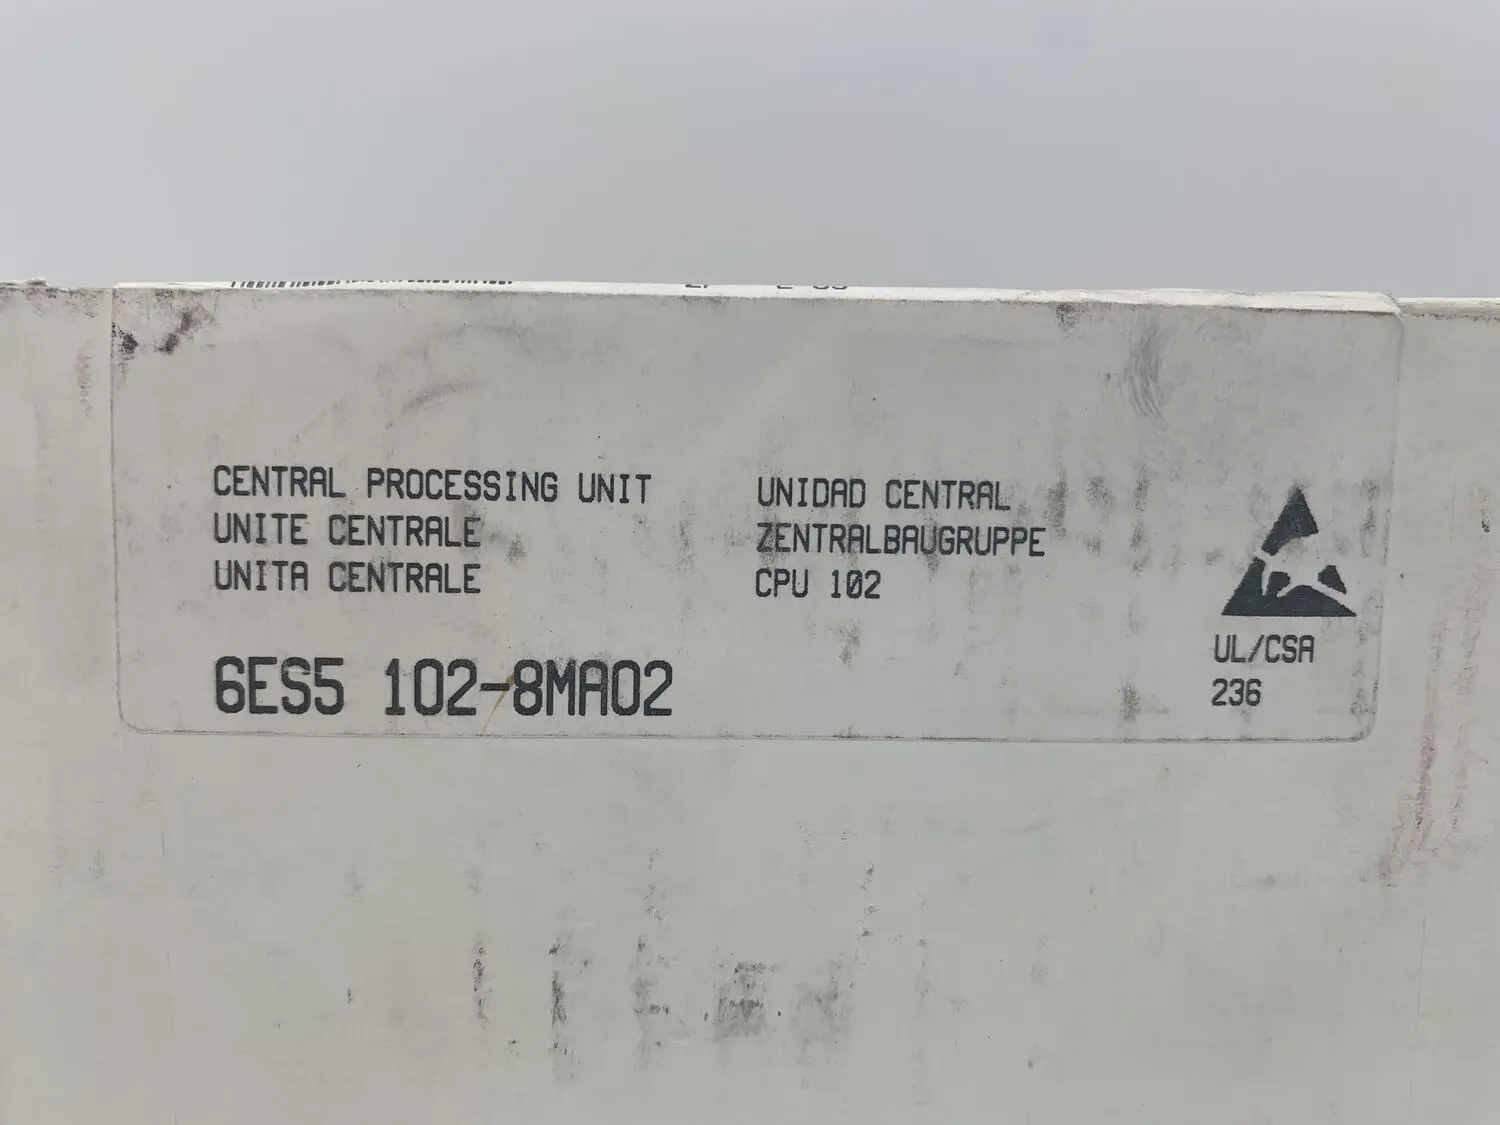 CENTRAL PROCESSING UNIT
UNITE CENTRALE
UNITA CENTRALE
UNIDAD CENTRAL
ZENTRALBAUGRUPPE
CPU 102
6ES5 102-8MA02
UL/CSA
236